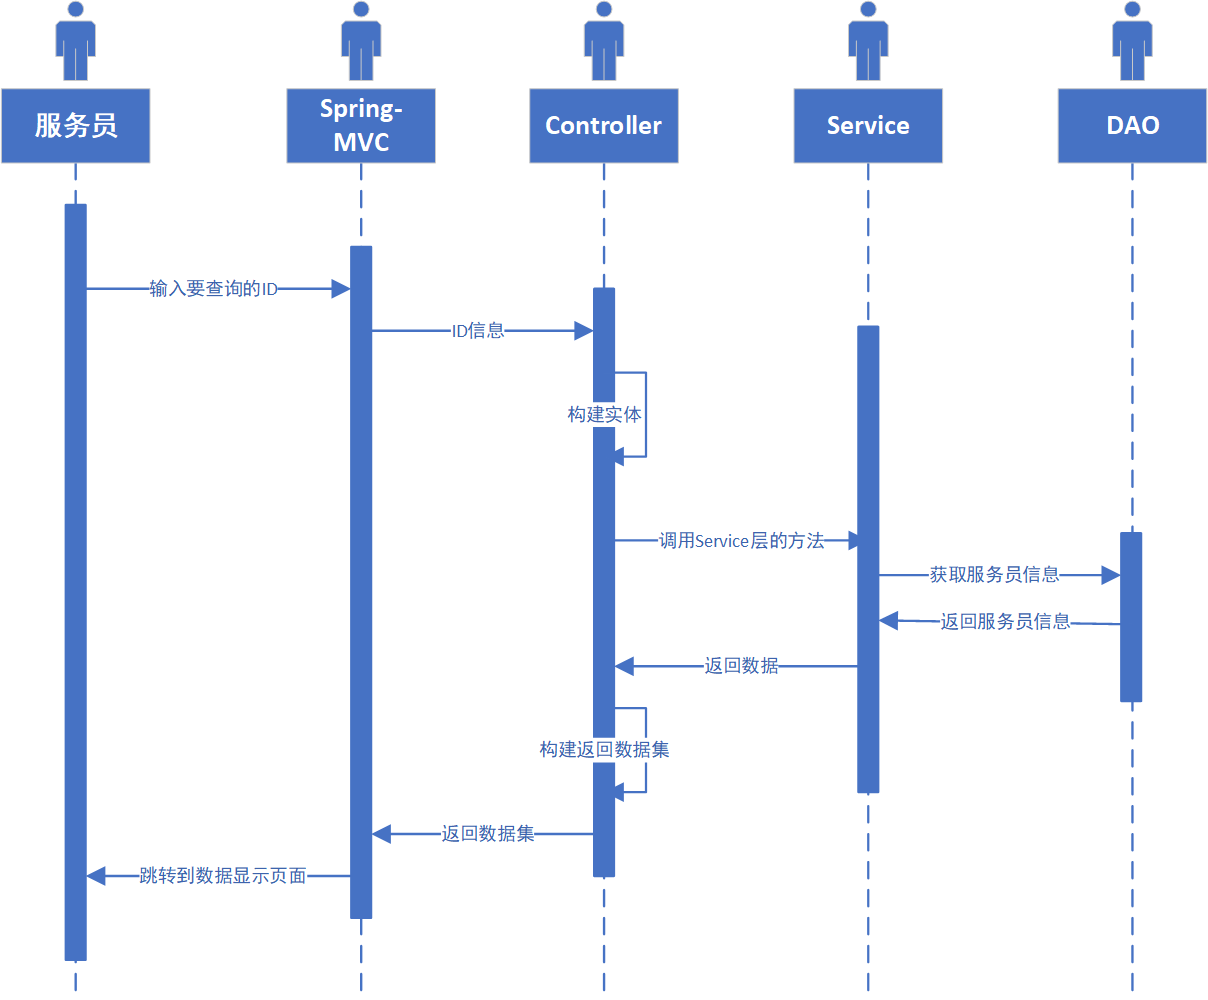 服务员
Spring-
MVC
Controller
Service
DAO
输入要查询的ID
ID信息
构建实体
调用Service层的方法
获取服务员信息
返回服务员信息
返回数据
构建返回数据集
返回数据集
跳转到数据显示页面